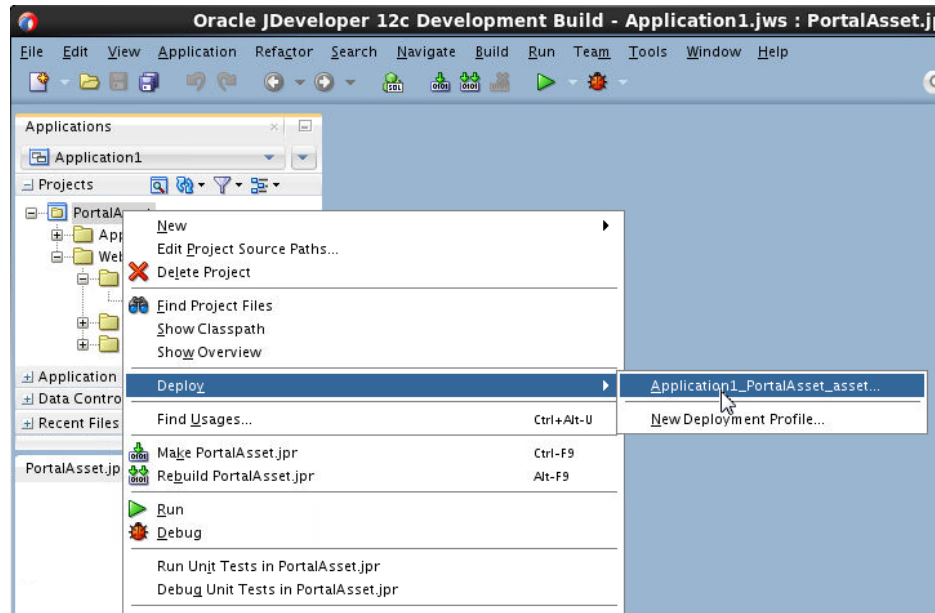 Oracle JDeveloper 12c Development Build - Application1.jws : PortalAsset.j
File Edit View Application Refactor Search Navigate Build Run Team Tools Window Help
Applications
Application1
Projects
PortalA
App
Web
Application
Data Contro
Recent Files
PortalAsset.jp
New
Edit Project Source Paths...
Delete Project
Find Project Files
Show Classpath
Show Overview
Deploy
Find Usages... Ctrl+Alt-U
Make PortalAsset.jpr Ctrl-F9
Rebuild PortalAsset.jpr Alt-F9
Run
Debug
Run Unit Tests in PortalAsset.jpr
Debug Unit Tests in PortalAsset.jpr
Application1_PortalAsset_asset...
New Deployment Profile...